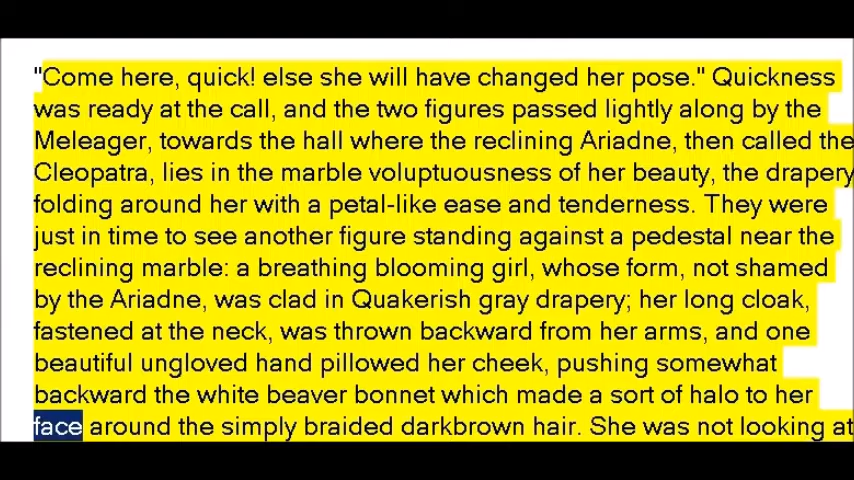 "Come here, quick! else she will have changed her pose." Quickness
was ready at the call, and the two figures passed lightly along by the
Meleager, towards the hall where the reclining Ariadne, then called the
Cleopatra, lies in the marble voluptuousness of her beauty, the drapery
folding around her with a petal-like ease and tenderness. They were
just in time to see another figure standing against a pedestal near the
reclining marble: a breathing blooming girl, whose form, not shamed
by the Ariadne, was clad in Quakerish gray drapery; her long cloak,
fastened at the neck, was thrown backward from her arms, and one
beautiful ungloved hand pillowed her cheek, pushing somewhat
backward the white beaver bonnet which made a sort of halo to her
face around the simply braided darkbrown hair. She was not looking at